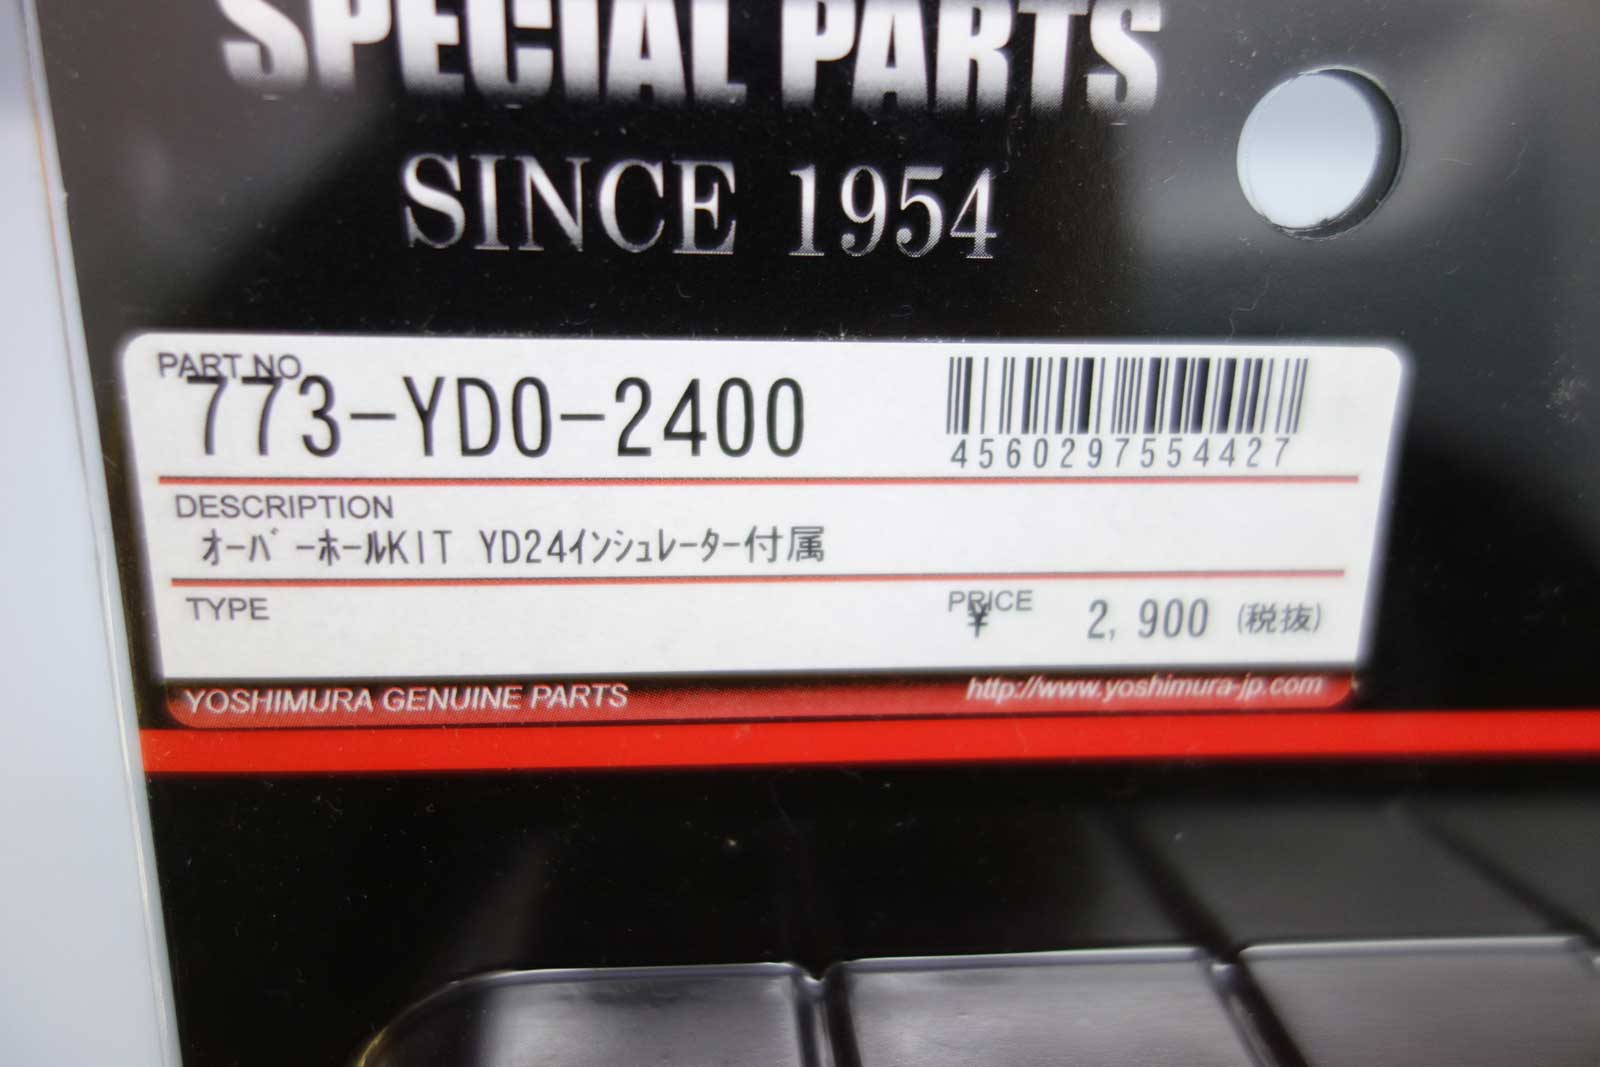 SPECIAL PARTS
SINCE 1954
PART NO.
773-YD0-2400
4560297554427
DESCRIPTION
ｵｰﾊﾞｰﾎｰﾙKIT YD24ｲﾝｼｭﾚｰﾀｰ付属
TYPE
PRICE
¥ 2,900 (税抜)
YOSHIMURA GENUINE PARTS
http://www.yoshimura-jp.com